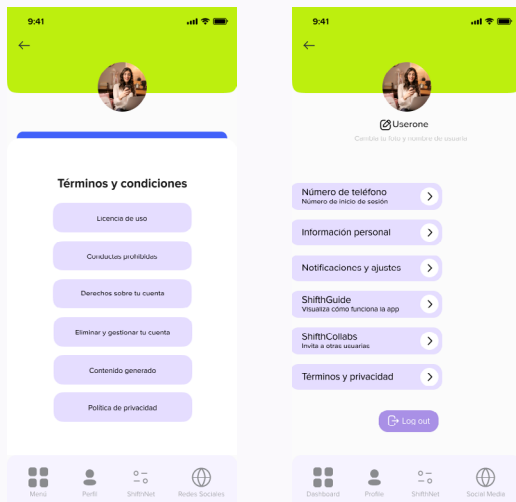 9:41
Términos y condiciones
Licencia de uso
Conductas prohibidas
Derechos sobre tu cuenta
Eliminar y gestionar tu cuenta
Contenido generado
Política de privacidad
Menú
Perfil
ShifthNet
Redes Sociales
9:41
Userone
Cambie tu foto y nombre de usuario
Número de teléfono
Número de inicio de sesión
Información personal
Notificaciones y ajustes
ShifthGuide
Visualiza cómo funciona la app
ShifthCollabs
Invita a otras usuarias
Términos y privacidad
Log out
Dashboard
Profile
ShifthNet
Social Media